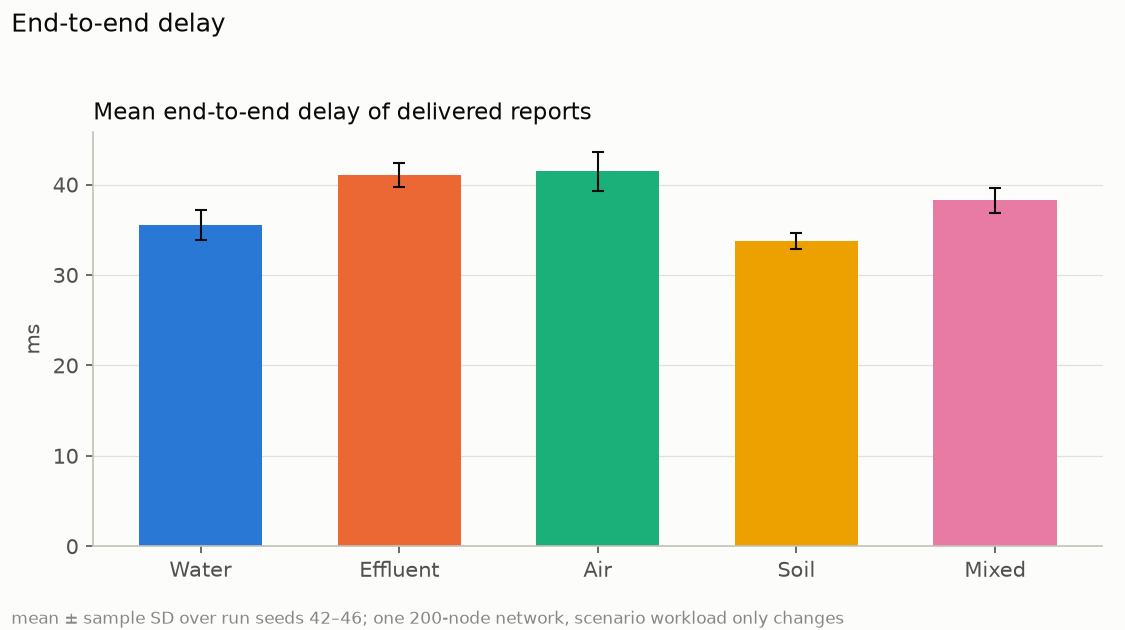 End-to-end delay
Mean end-to-end delay of delivered reports
ms
40
30
20
10
0
Water
Effluent
Air
Soil
Mixed
mean ± sample SD over run seeds 42–46; one 200-node network, scenario workload only changes